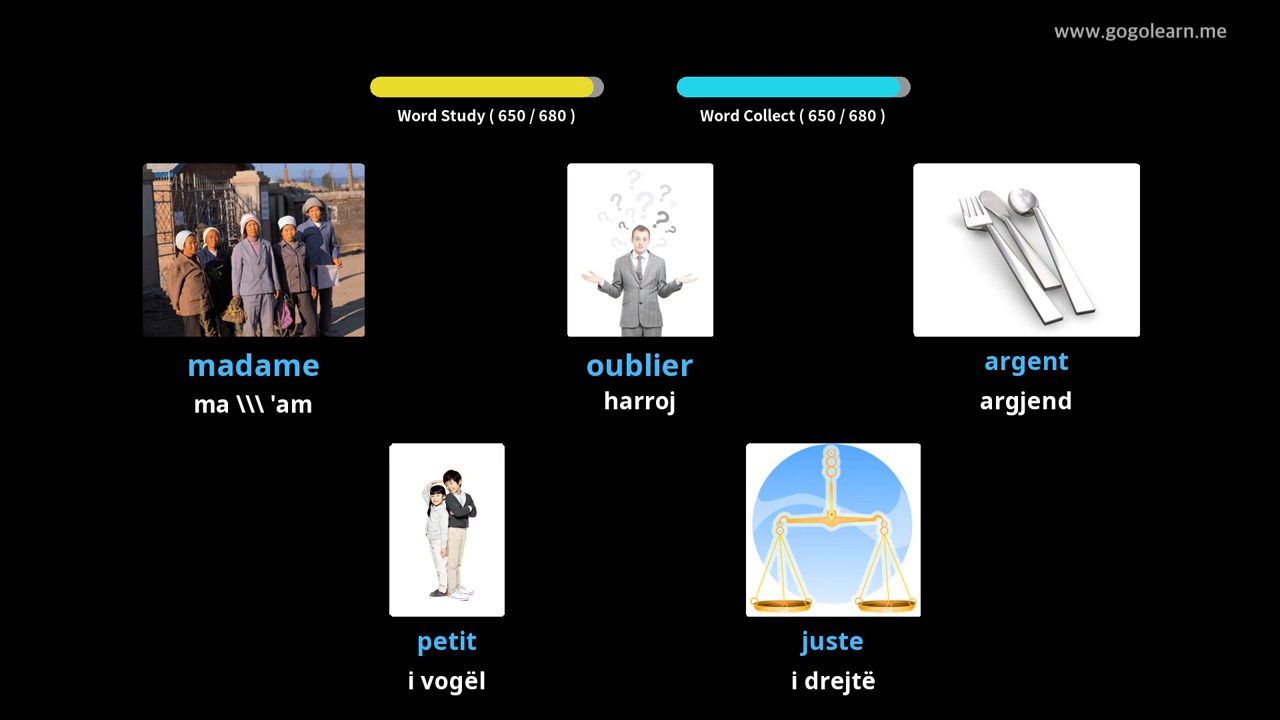 www.gogolearn.me
Word Study ( 650 / 680 )
Word Collect ( 650 / 680 )
madame
ma \\\ 'am
oublier
harroj
argent
argjend
petit
i vogël
juste
i drejtë